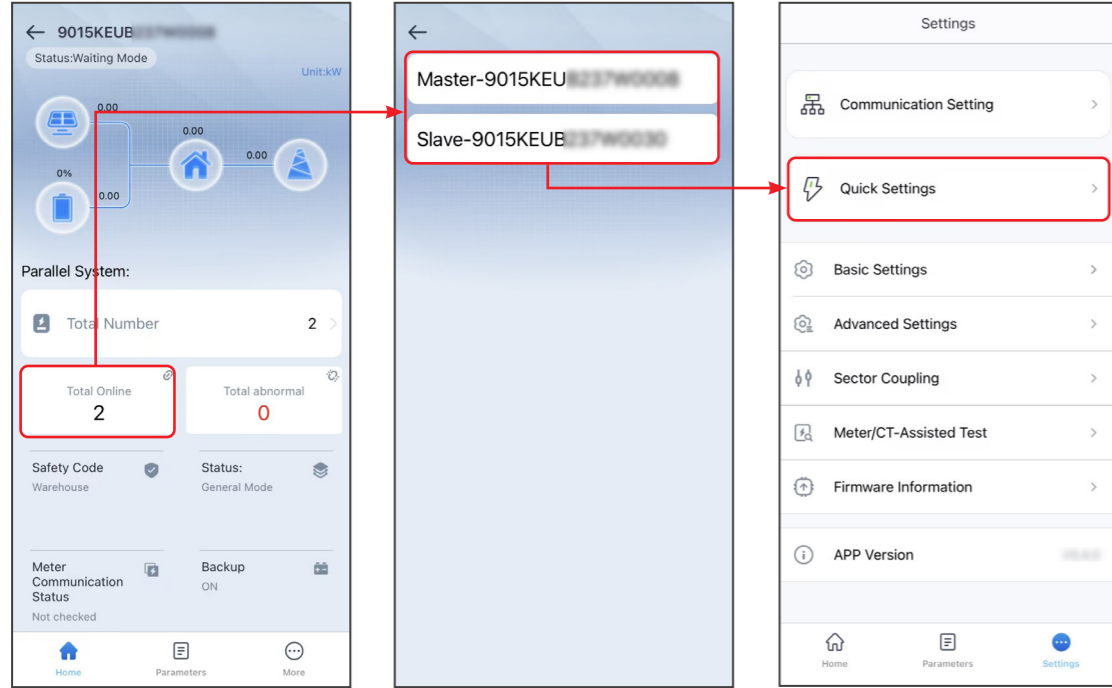 9015KEUB
Status:Waiting Mode
Unit:kW
0.00
0.00
0.00
0%
0.00
Parallel System:
Total Number 2
Total Online
2
Total abnormal
0
Safety Code
Warehouse
Status:
General Mode
Meter
Communication
Status
Not checked
Backup
ON
Home
Parameters
More
Master-9015KEU
Slave-9015KEUB
Settings
Communication Setting
Quick Settings
Basic Settings
Advanced Settings
Sector Coupling
Meter/CT-Assisted Test
Firmware Information
APP Version
Home
Parameters
Settings